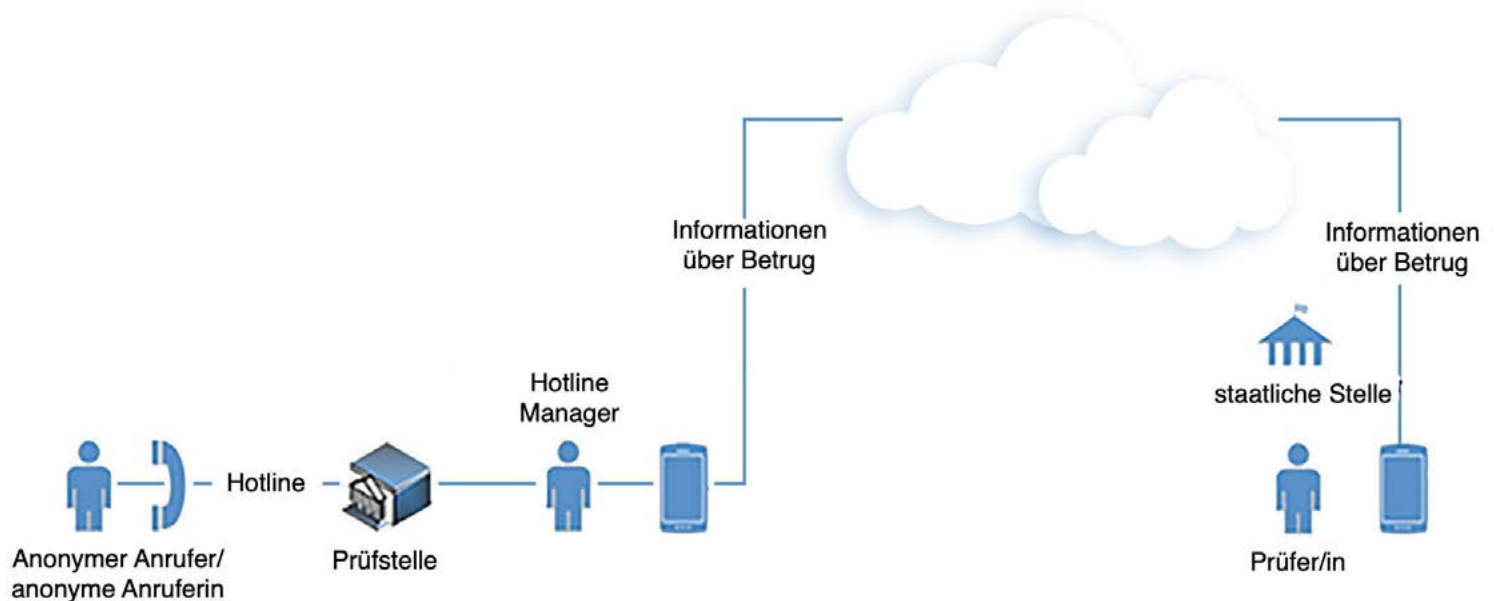 Informationen
über Betrug
Informationen
über Betrug
staatliche Stelle
Hotline
Manager
Hotline
Anonymer Anrufer/
anonyme Anruferin
Prüfstelle
Prüfer/in